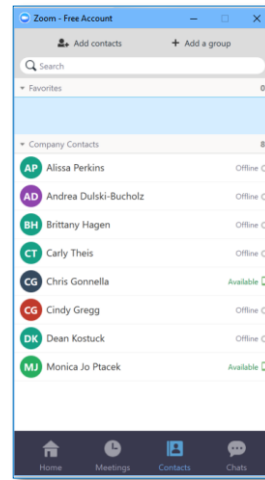 Zoom - Free Account
Add contacts + Add a group
Search
Favorites 0
Company Contacts 8
AP Alissa Perkins Offline
AD Andrea Dulski-Bucholz Offline
BH Brittany Hagen Offline
CT Carly Theis Offline
CG Chris Gonnella Available
CG Cindy Gregg Offline
DK Dean Kostuck Offline
MJ Monica Jo Ptacek Available
Home Meetings Contacts Chats